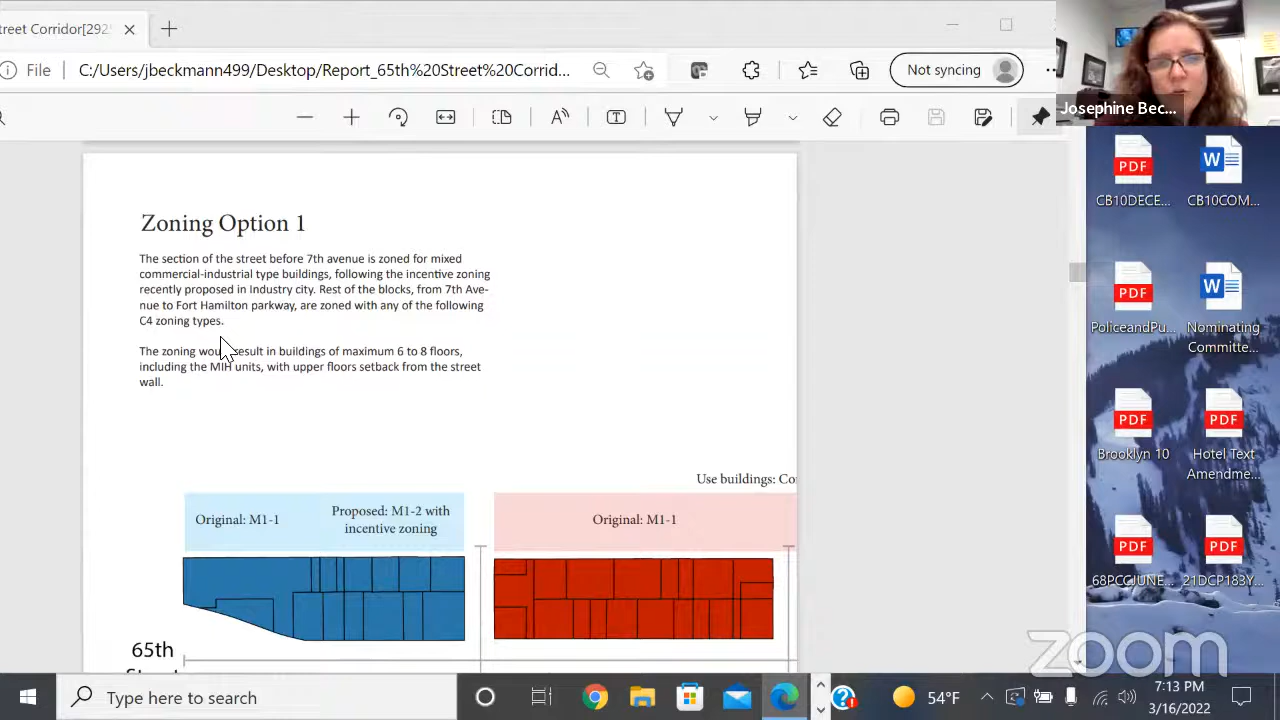 treet Corridor[292
File
C:/Users/jbeckmann499/Desktop/Report_65th%20Street%20Corrid...
Not syncing
Josephine Bec...
Zoning Option 1
The section of the street before 7th avenue is zoned for mixed
commercial-industrial type buildings, following the incentive zoning
recently proposed in Industry city. Rest of the blocks, from 7th Ave-
nue to Fort Hamilton parkway, are zoned with any of the following
C4 zoning types.
The zoning would result in buildings of maximum 6 to 8 floors,
including the MIH units, with upper floors setback from the street
wall.
Use buildings: Co
Original: M1-1
Proposed: M1-2 with
incentive zoning
Original: M1-1
65th
CB10DECE...
CB10COM...
PoliceandPu...
Nominating
Committe...
Brooklyn 10
Hotel Text
Amendme...
68PCCJUNE...
21DCP183Y...
zoom
Type here to search
54°F
7:13 PM
3/16/2022